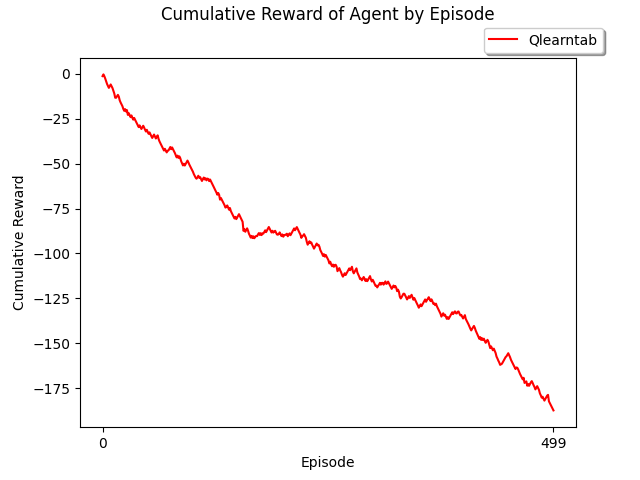 Cumulative Reward of Agent by Episode
Qlearntab
0
−25
−50
−75
−100
−125
−150
−175
Cumulative Reward
0
499
Episode